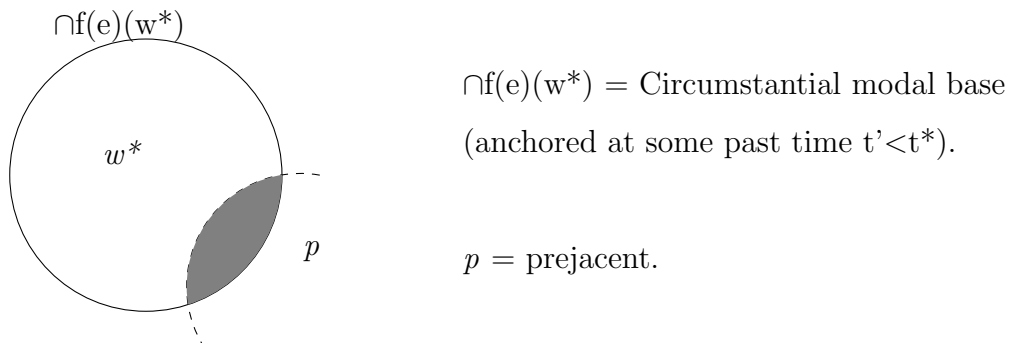 ∩f(e)(w*)
w*
p
∩f(e)(w*) = Circumstantial modal base
(anchored at some past time t’<t*).
p = prejacent.